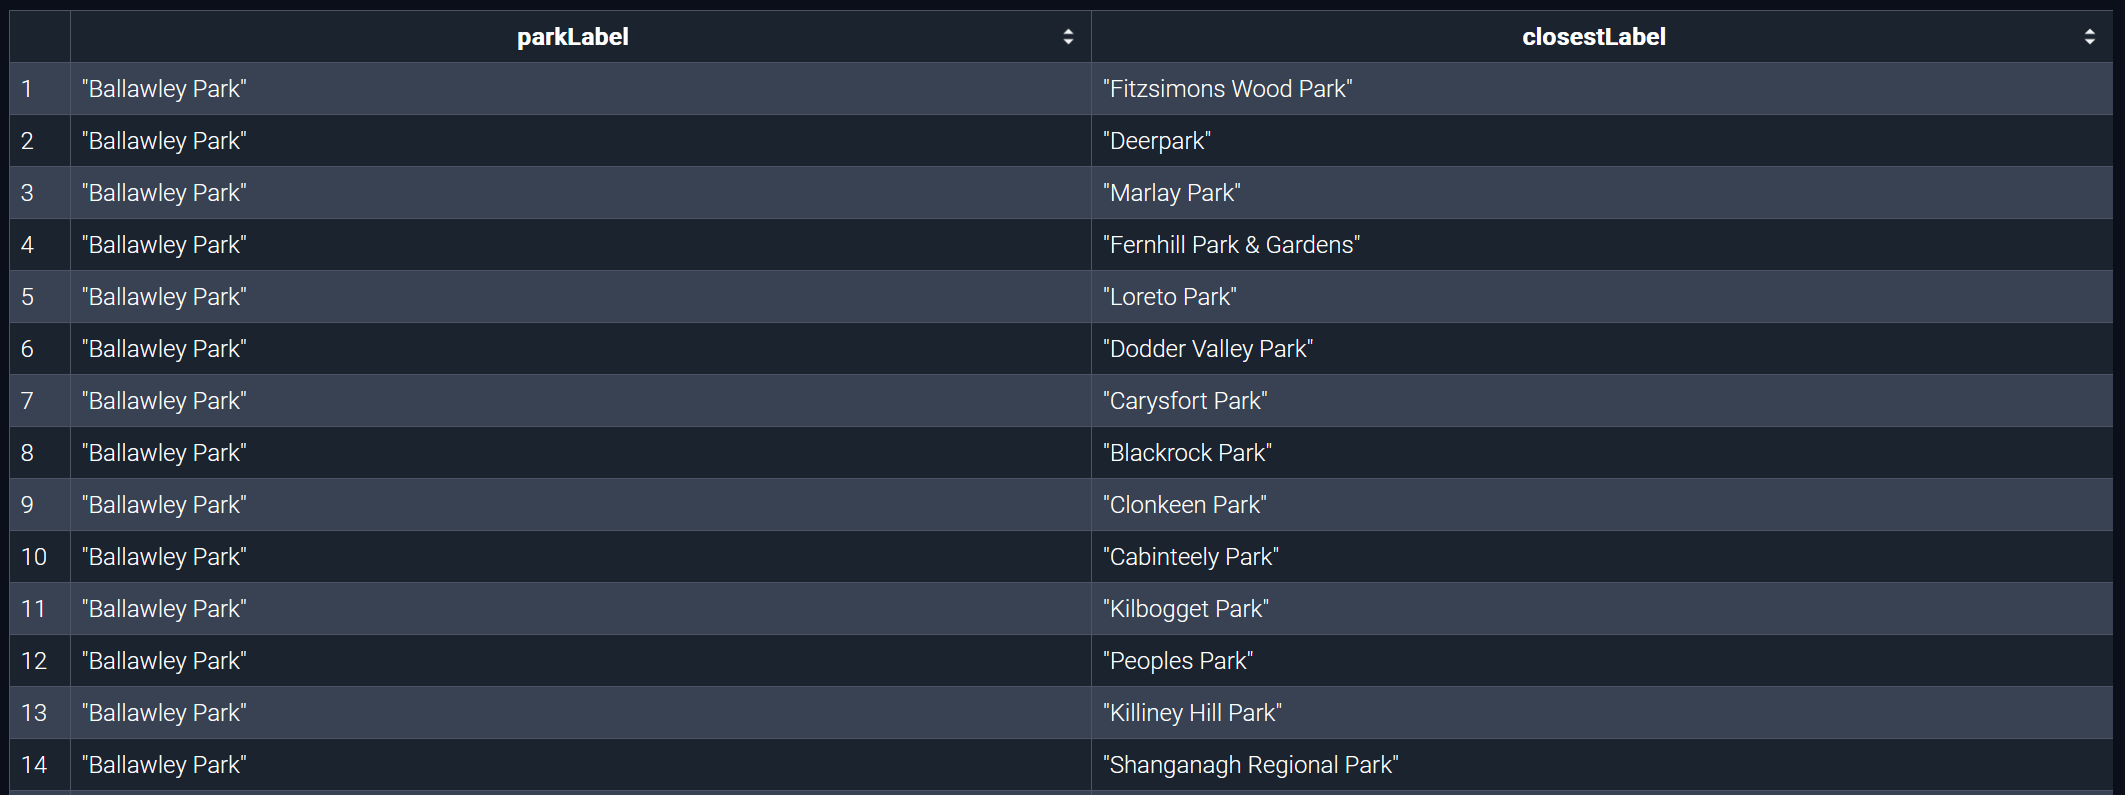 parkLabel closestLabel
1 "Ballawley Park" "Fitzsimons Wood Park"
2 "Ballawley Park" "Deerpark"
3 "Ballawley Park" "Marlay Park"
4 "Ballawley Park" "Fernhill Park & Gardens"
5 "Ballawley Park" "Loreto Park"
6 "Ballawley Park" "Dodder Valley Park"
7 "Ballawley Park" "Carysfort Park"
8 "Ballawley Park" "Blackrock Park"
9 "Ballawley Park" "Clonkeen Park"
10 "Ballawley Park" "Cabinteely Park"
11 "Ballawley Park" "Kilbogget Park"
12 "Ballawley Park" "Peoples Park"
13 "Ballawley Park" "Killiney Hill Park"
14 "Ballawley Park" "Shanganagh Regional Park"